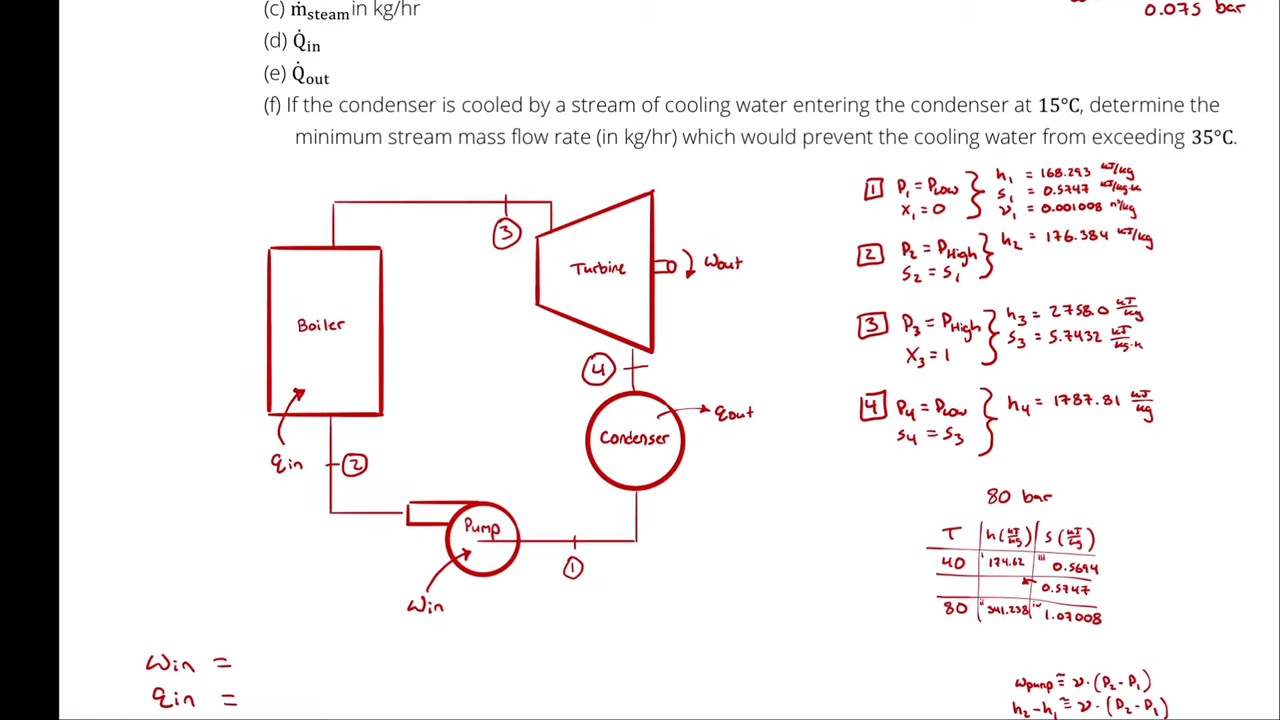 0.075 bar
(c) ṁsteam in kg/hr
(d) Q̇in
(e) Q̇out
(f) If the condenser is cooled by a stream of cooling water entering the condenser at 15°C, determine the
minimum stream mass flow rate (in kg/hr) which would prevent the cooling water from exceeding 35°C.
Boiler
qin
2
3
Turbine
wout
4
Condenser
qout
Pump
win
1
1 P1 = PLow } h1 = 168.293 kJ/kg
X1 = 0 s1 = 0.5747 kJ/kg·K
v1 = 0.001008 m³/kg
2 P2 = PHigh } h2 = 176.384 kJ/kg
S2 = S1
3 P3 = PHigh } h3 = 2758.0 kJ/kg
X3 = 1 s3 = 5.7432 kJ/kg·K
4 P4 = PLow } h4 = 1787.81 kJ/kg
S4 = S3
80 bar
T h(kJ/kg) s(kJ/kg)
40 i 174.62 iii 0.5694
0.5747
80 ii 341.238 iv 1.07008
win =
qin =
wpump ≅ v·(P2-P1)
h2-h1 ≅ v·(P2-P1)